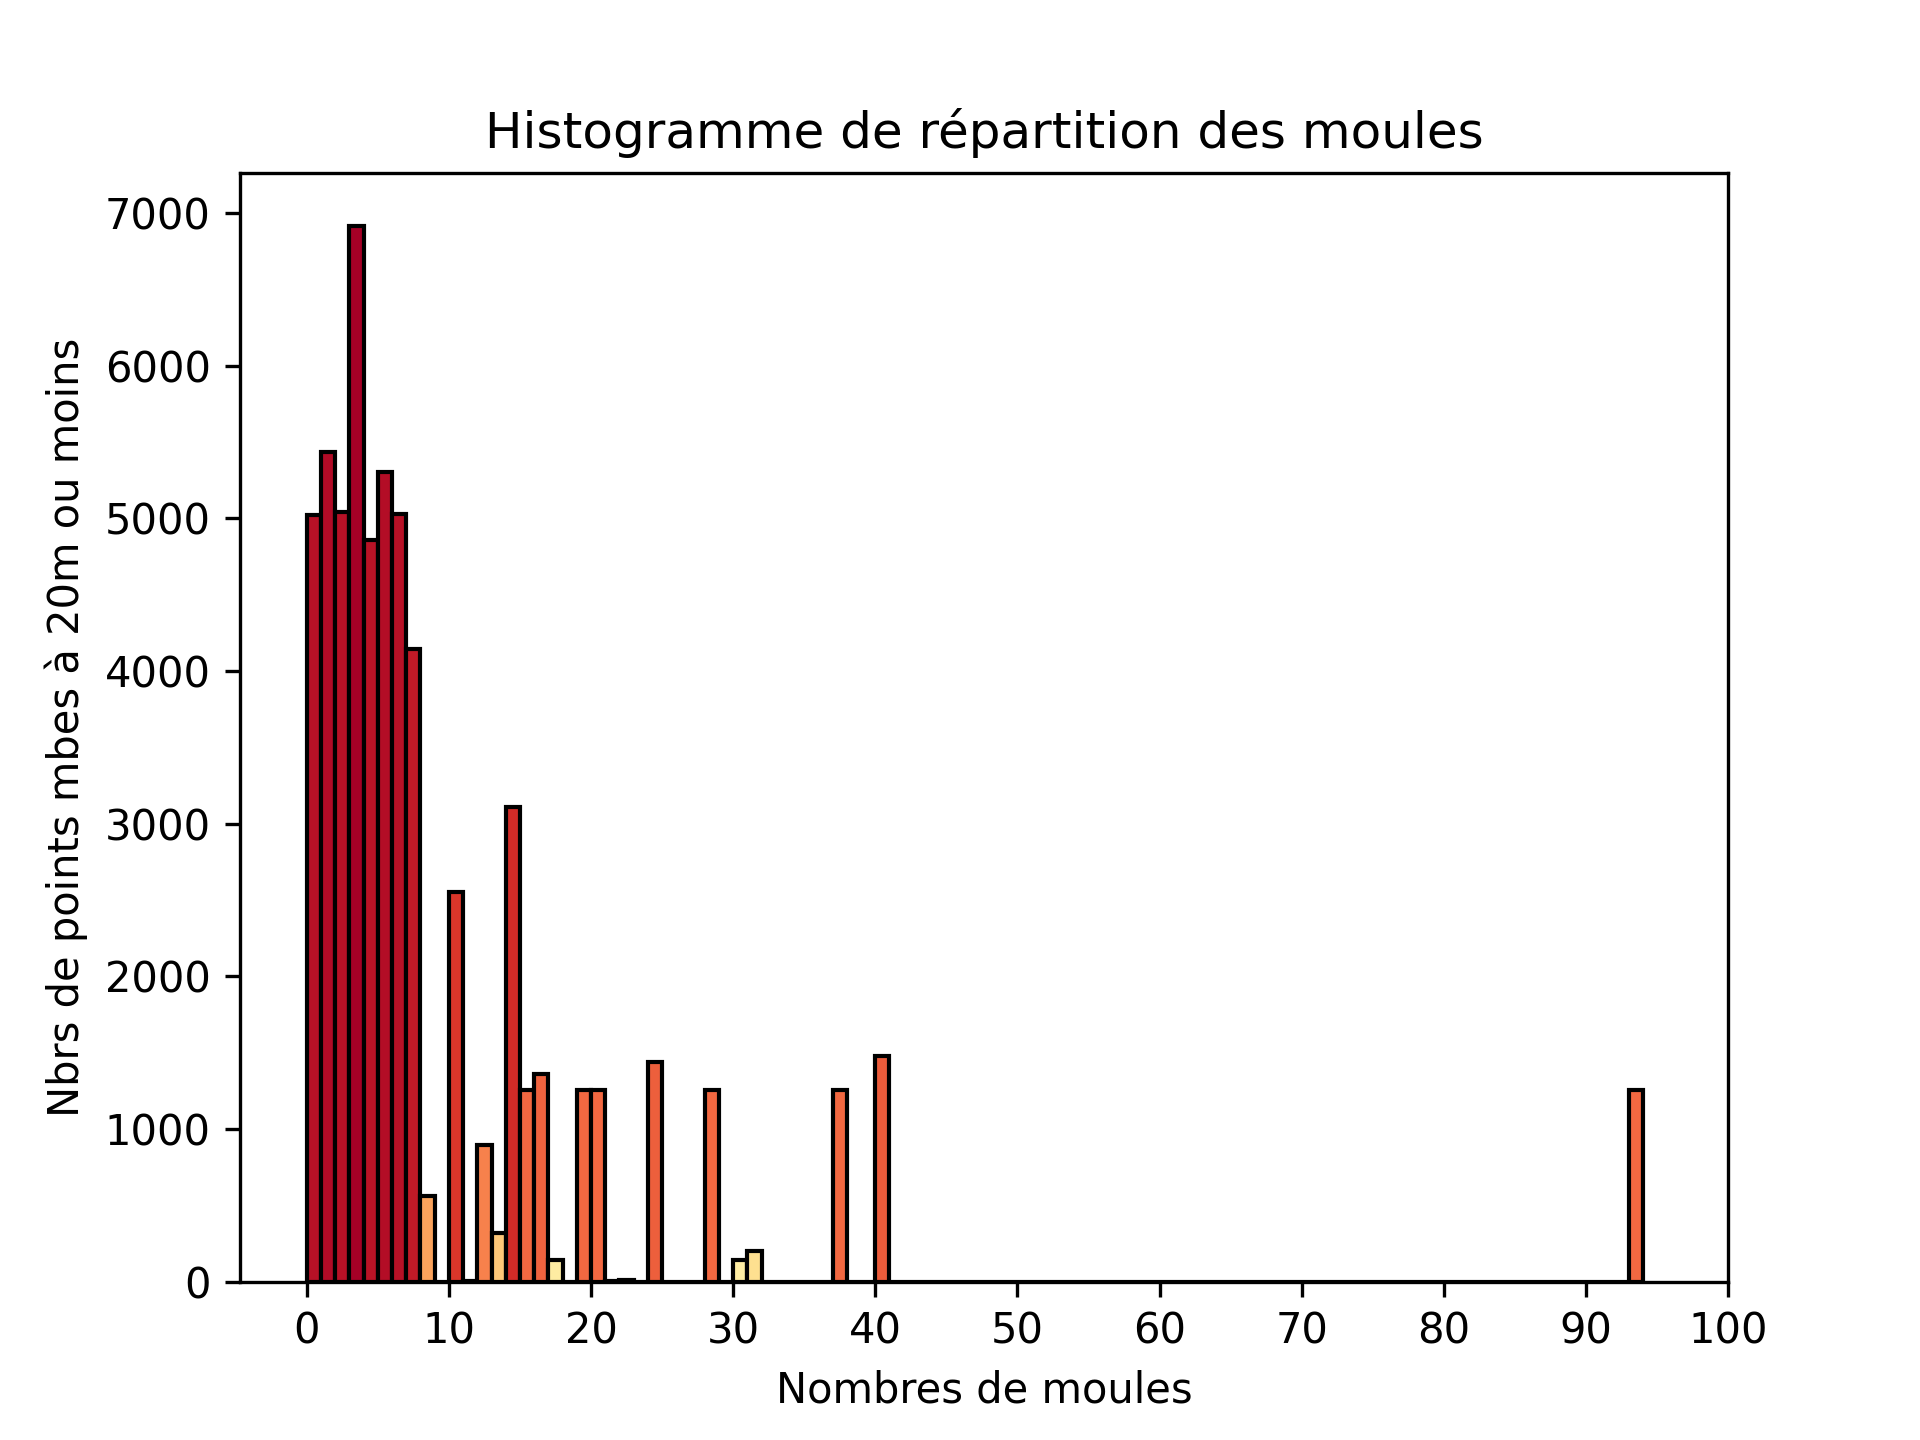 Histogramme de répartition des moules
Nbrs de points mbes à 20m ou moins
7000
6000
5000
4000
3000
2000
1000
0
0 10 20 30 40 50 60 70 80 90 100
Nombres de moules